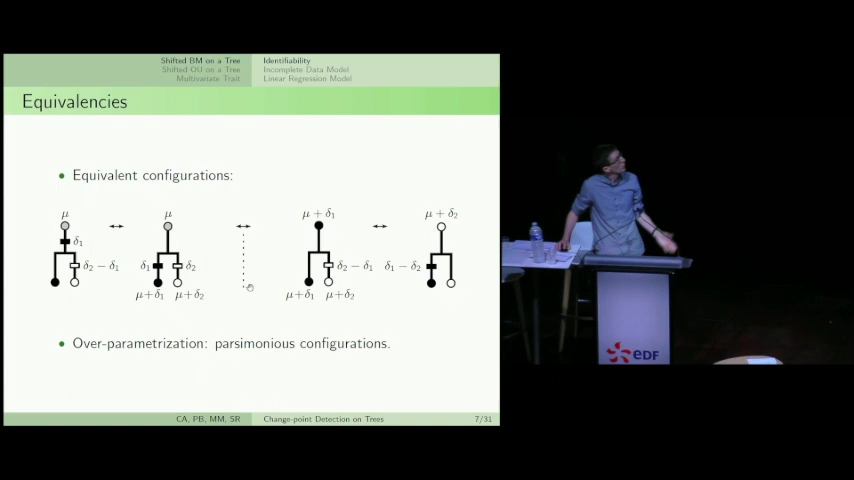 Shifted BM on a Tree
Shifted OU on a Tree
Multivariate Trait
Identifiability
Incomplete Data Model
Linear Regression Model
Equivalencies
• Equivalent configurations:
μ μ μ + δ₁ μ + δ₂
δ₁
δ₂ − δ₁ δ₁ δ₂ δ₂ − δ₁ δ₁ − δ₂
μ+δ₁ μ+δ₂ μ+δ₁ μ+δ₂
• Over-parametrization: parsimonious configurations.
CA, PB, MM, SR Change-point Detection on Trees 7/31
eDF